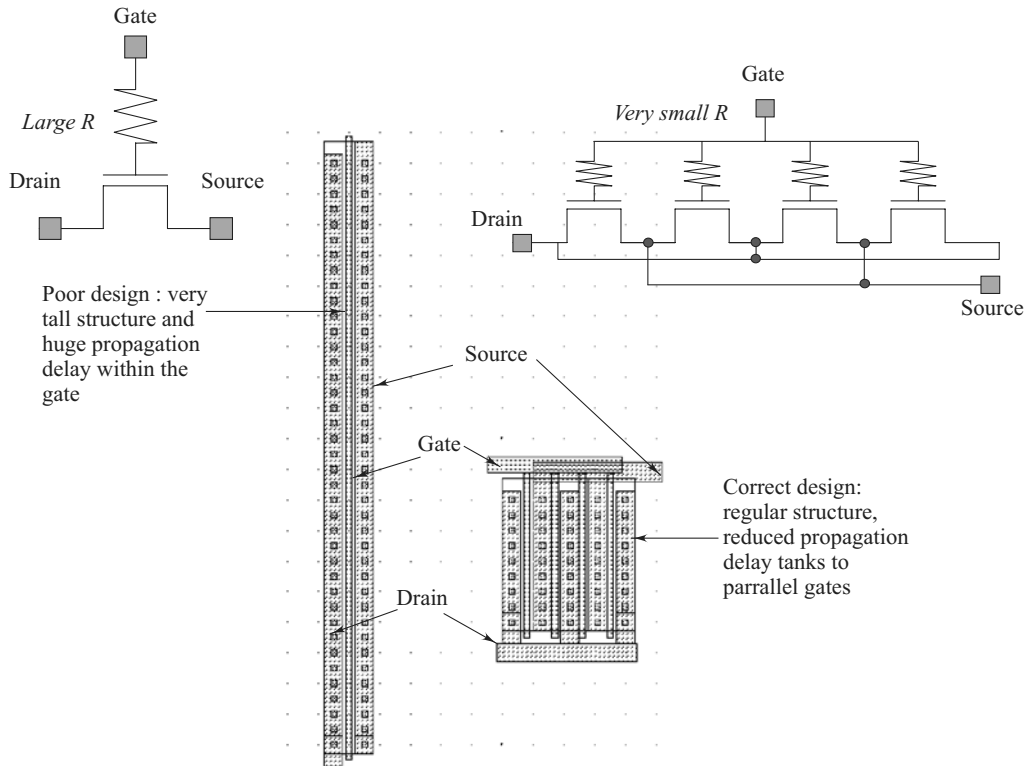 Gate
Large R
Drain
Source
Gate
Very small R
Drain
Source
Poor design : very
tall structure and
huge propagation
delay within the
gate
Source
Gate
Drain
Correct design:
regular structure,
reduced propagation
delay tanks to
parrallel gates